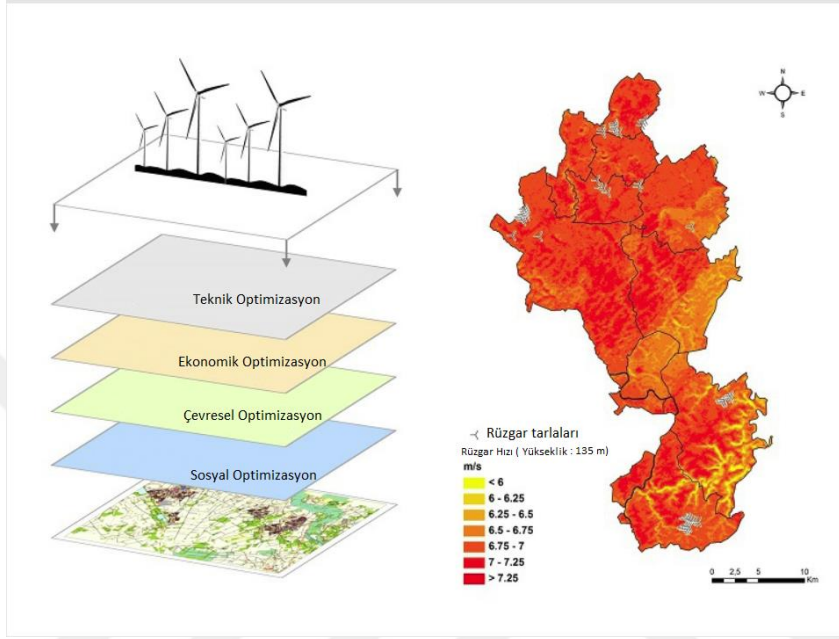 Teknik Optimizasyon
Ekonomik Optimizasyon
Çevresel Optimizasyon
Sosyal Optimizasyon
N
W E
S
Rüzgar tarlaları
Rüzgar Hızı ( Yükseklik : 135 m)
m/s
< 6
6 - 6.25
6.25 - 6.5
6.5 - 6.75
6.75 - 7
7 - 7.25
> 7.25
0 2,5 5 10
Km